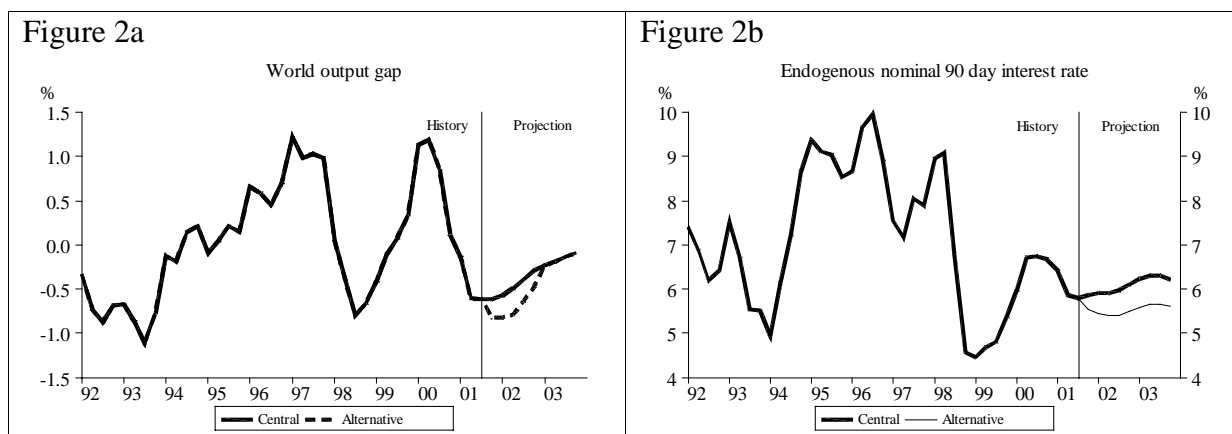 Figure 2a
World output gap
%
1.5
1.0
0.5
0.0
-0.5
-1.0
-1.5
History Projection
92 93 94 95 96 97 98 99 00 01 02 03
Central Alternative
Figure 2b
Endogenous nominal 90 day interest rate
% %
10 10
9 9
8 8
7 7
6 6
5 5
4 4
History Projection
92 93 94 95 96 97 98 99 00 01 02 03
Central Alternative